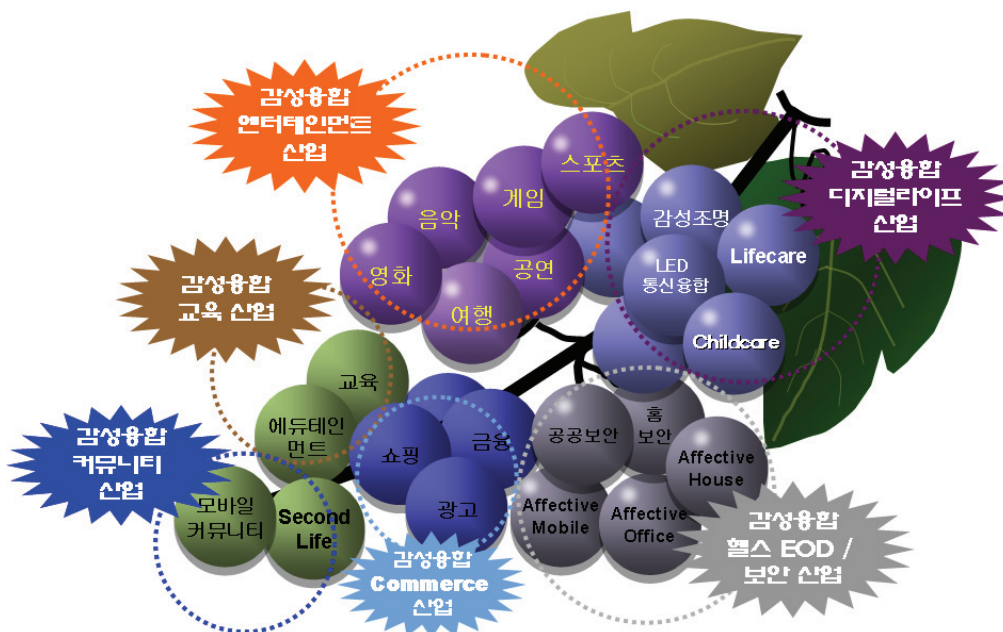 감성융합
엔터테인먼트
산업
스포츠
게임
음악
영화
공연
여행
감성융합
디지털라이프
산업
감성조명
Lifecare
LED
통신융합
Childcare
감성융합
교육 산업
교육
에듀테인
먼트
감성융합
커뮤니티
산업
모바일
커뮤니티
Second
Life
쇼핑
금융
광고
감성융합
Commerce
산업
공공보안
홈
보안
Affective
House
Affective
Mobile
Affective
Office
감성융합
헬스 EOD /
보안 산업